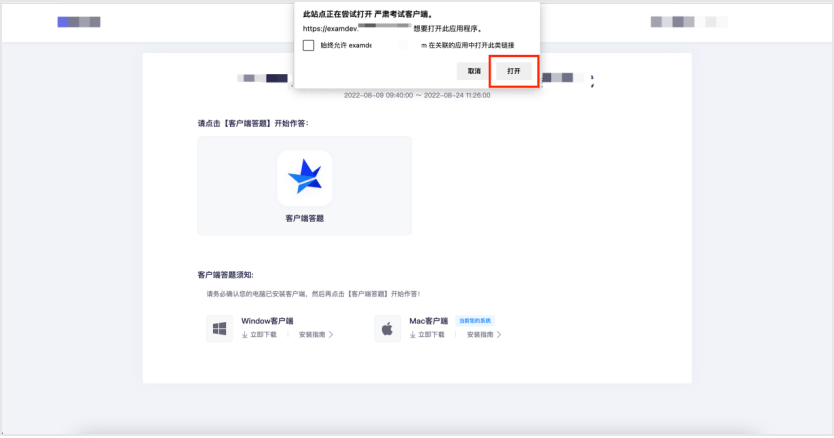 此站点正在尝试打开 严肃考试客户端。
https://examdev. 想要打开此应用程序。
始终允许 examde m 在关联的应用中打开此类链接
取消 打开
2022-08-09 09:40:00 ~ 2022-08-24 11:26:00
请点击【客户端答题】开始作答：
客户端答题
客户端答题须知:
请务必确认您的电脑已安装客户端，然后再点击【客户端答题】开始作答！
Window客户端 Mac客户端 当前您的系统
立即下载 安装指南 立即下载 安装指南